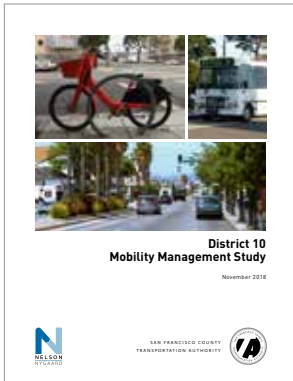 District 10
Mobility Management Study
November 2018
NELSON
NYGAARD
SAN FRANCISCO COUNTY
TRANSPORTATION AUTHORITY